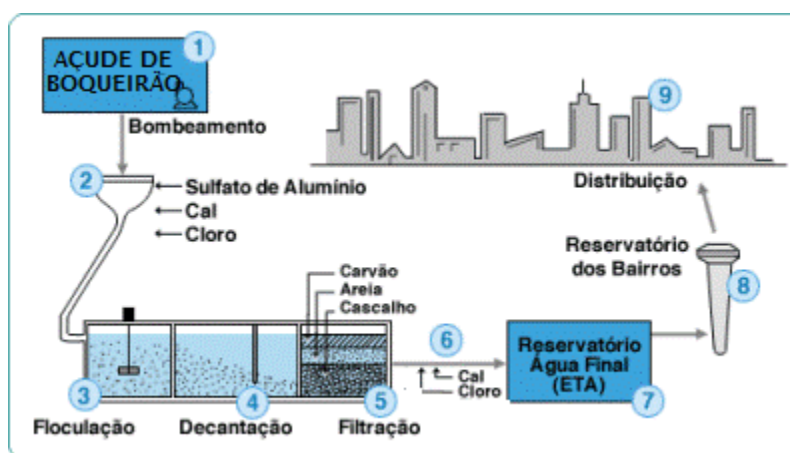 1
AÇUDE DE
BOQUEIRÃO
Bombeamento
2
Sulfato de Alumínio
Cal
Cloro
9
Distribuição
Reservatório
dos Bairros
8
Carvão
Areia
Cascalho
6
Cal
Cloro
Reservatório
Água Final
(ETA)
7
3
4
5
Floculação
Decantação
Filtração